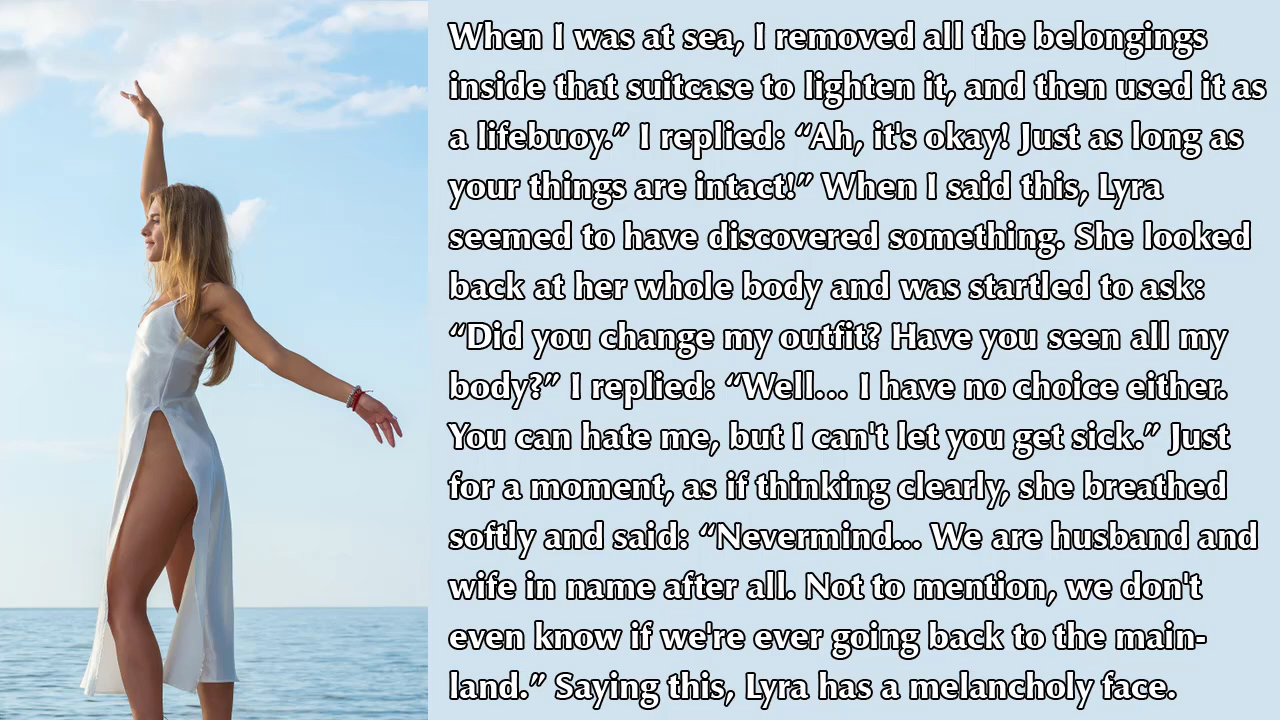 When I was at sea, I removed all the belongings
inside that suitcase to lighten it, and then used it as
a lifebuoy.” I replied: “Ah, it's okay! Just as long as
your things are intact!” When I said this, Lyra
seemed to have discovered something. She looked
back at her whole body and was startled to ask:
“Did you change my outfit? Have you seen all my
body?” I replied: “Well... I have no choice either.
You can hate me, but I can't let you get sick.” Just
for a moment, as if thinking clearly, she breathed
softly and said: “Nevermind... We are husband and
wife in name after all. Not to mention, we don't
even know if we're ever going back to the main-
land.” Saying this, Lyra has a melancholy face.